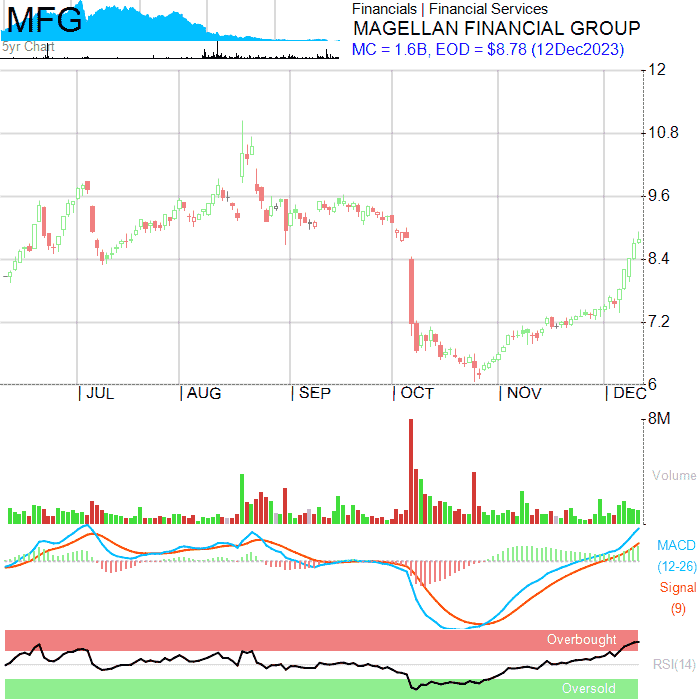 MFG
5yr Chart
Financials | Financial Services
MAGELLAN FINANCIAL GROUP
MC = 1.6B, EOD = $8.78 (12Dec2023)
12
10.8
9.6
8.4
7.2
6
JUL AUG SEP OCT NOV DEC
8M
Volume
MACD
(12-26)
Signal
(9)
Overbought
RSI(14)
Oversold